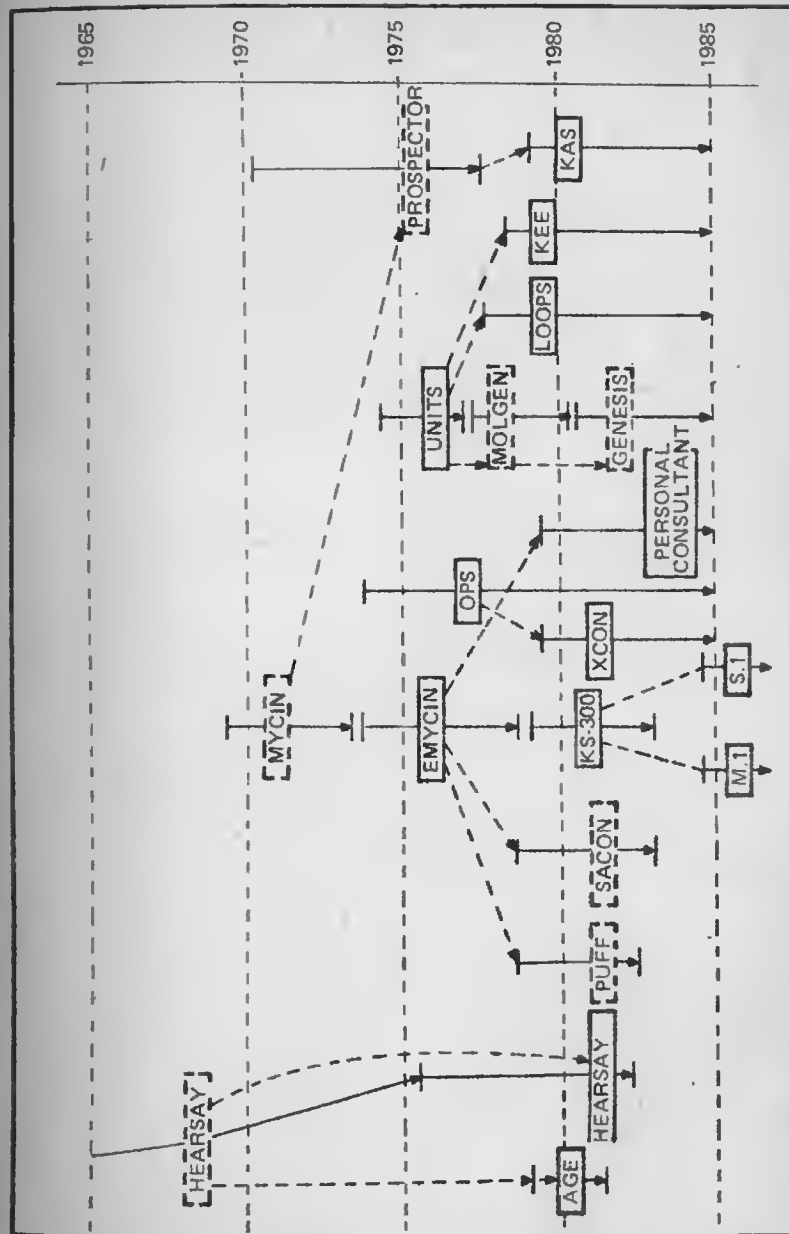 1965
1970
1975
1980
1985
PROSPECTOR
KAS
KEE
LOOPS
UNITS
MOLGEN
GENESIS
PERSONAL
CONSULTANT
OPS
XCON
MYCIN
EMYCIN
KS-300
S.1
M.1
SACON
PUFF
HEARSAY
HEARSAY
AGE